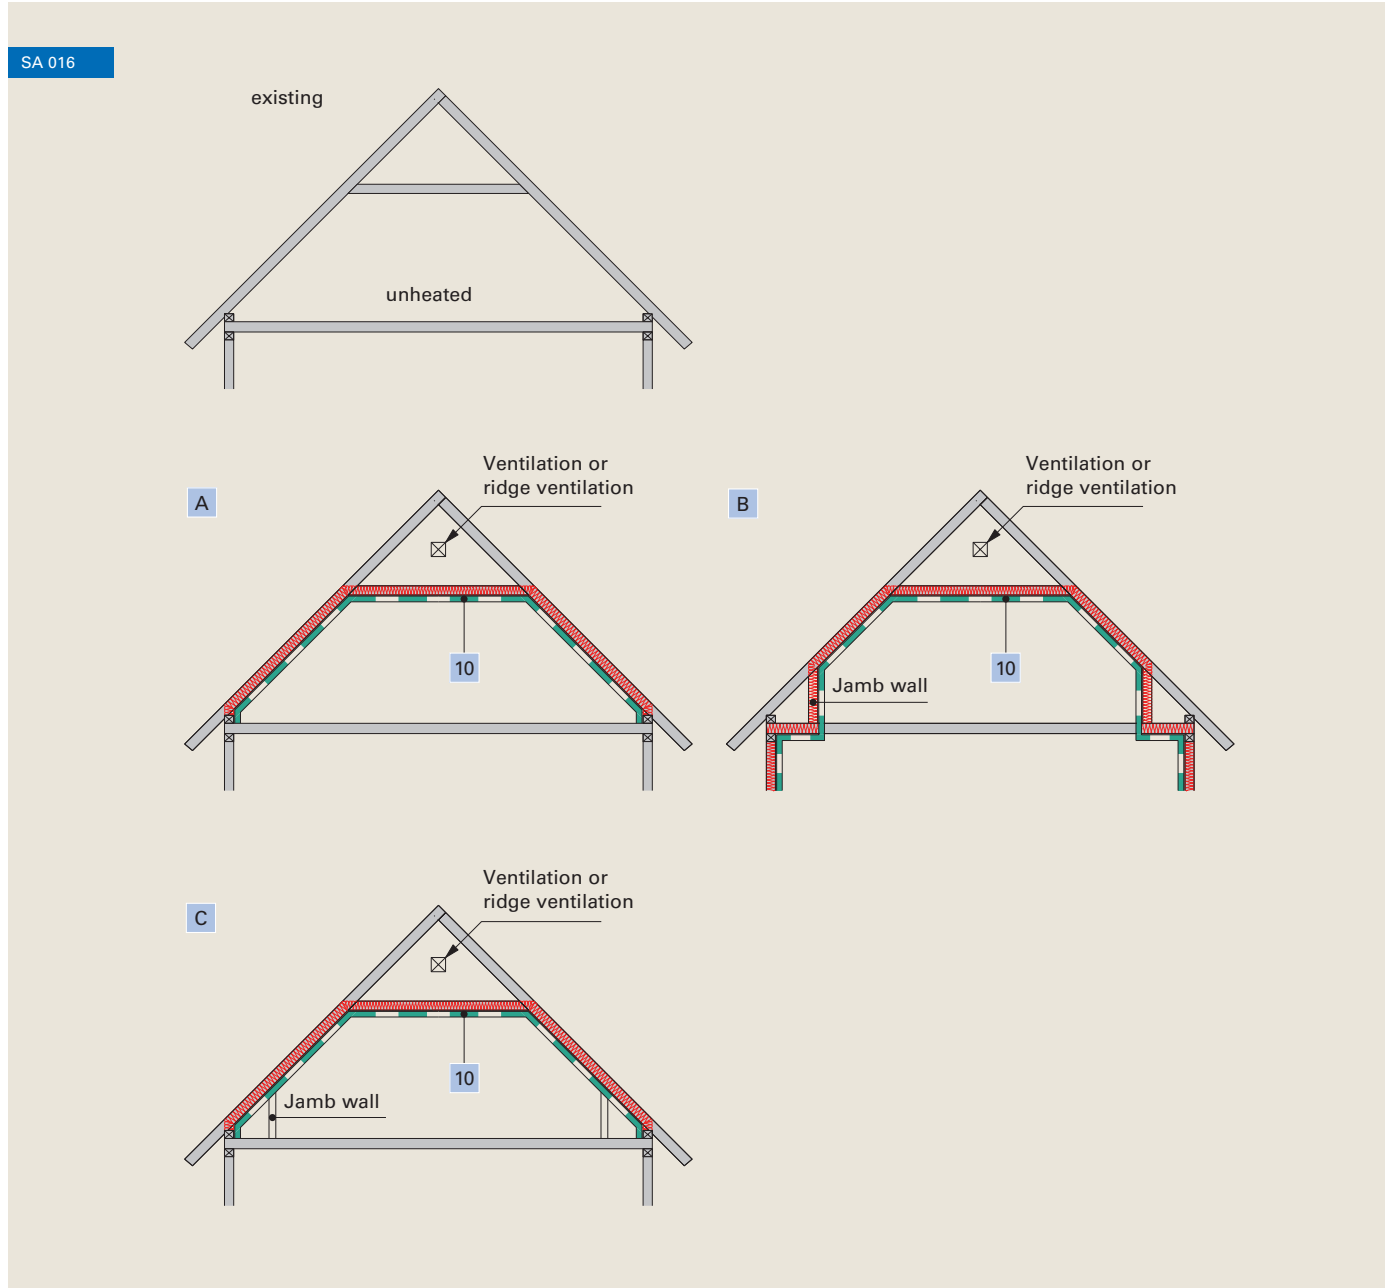 SA 016
existing
unheated
A
Ventilation or
ridge ventilation
10
B
Ventilation or
ridge ventilation
Jamb wall
10
C
Ventilation or
ridge ventilation
10
Jamb wall